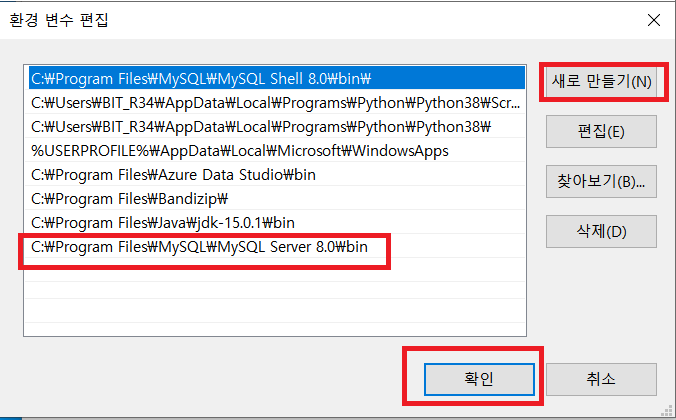 환경 변수 편집
C:₩Program Files₩MySQL₩MySQL Shell 8.0₩bin₩
C:₩Users₩BIT_R34₩AppData₩Local₩Programs₩Python₩Python38₩Scr...
C:₩Users₩BIT_R34₩AppData₩Local₩Programs₩Python₩Python38₩
%USERPROFILE%₩AppData₩Local₩Microsoft₩WindowsApps
C:₩Program Files₩Azure Data Studio₩bin
C:₩Program Files₩Bandizip₩
C:₩Program Files₩Java₩jdk-15.0.1₩bin
C:₩Program Files₩MySQL₩MySQL Server 8.0₩bin
새로 만들기(N)
편집(E)
찾아보기(B)...
삭제(D)
확인
취소